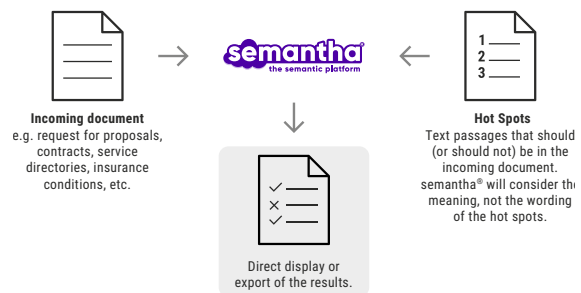 semantha®
the semantic platform
1
2
3
Incoming document
e.g. request for proposals,
contracts, service
directories, insurance
conditions, etc.
Hot Spots
Text passages that should
(or should not) be in the
incoming document.
semantha® will consider the
meaning, not the wording
of the hot spots.
Direct display or
export of the results.